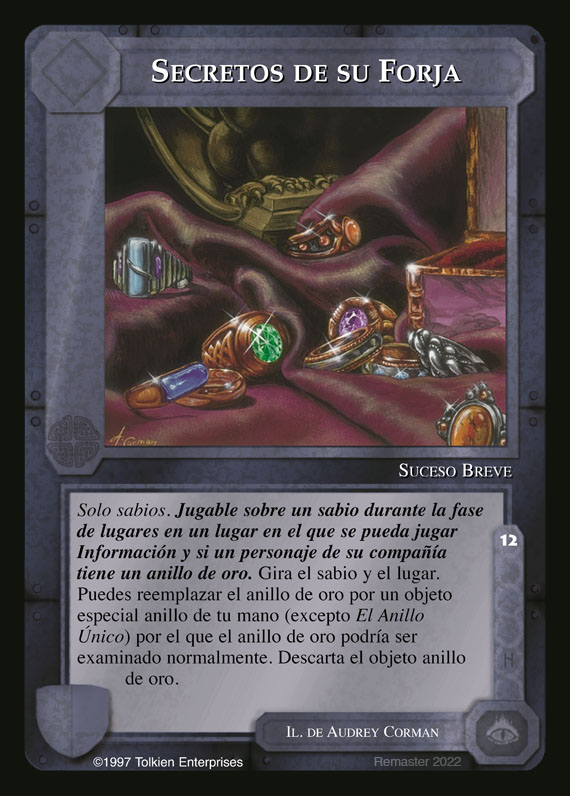 Secretos de su Forja
A Corman
Suceso Breve
Solo sabios. Jugable sobre un sabio durante la fase
de lugares en un lugar en el que se pueda jugar
Información y si un personaje de su compañía
tiene un anillo de oro. Gira el sabio y el lugar.
Puedes reemplazar el anillo de oro por un objeto
especial anillo de tu mano (excepto El Anillo
Único) por el que el anillo de oro podría ser
examinado normalmente. Descarta el objeto anillo
de oro.
12
H
Il. de Audrey Corman
©1997 Tolkien Enterprises
Remaster 2022